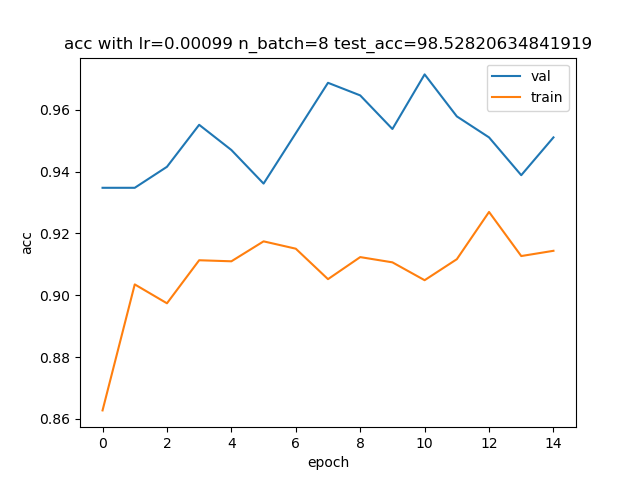 acc with lr=0.00099 n_batch=8 test_acc=98.52820634841919
val
train
0.96
0.94
0.92
0.90
0.88
0.86
acc
0 2 4 6 8 10 12 14
epoch